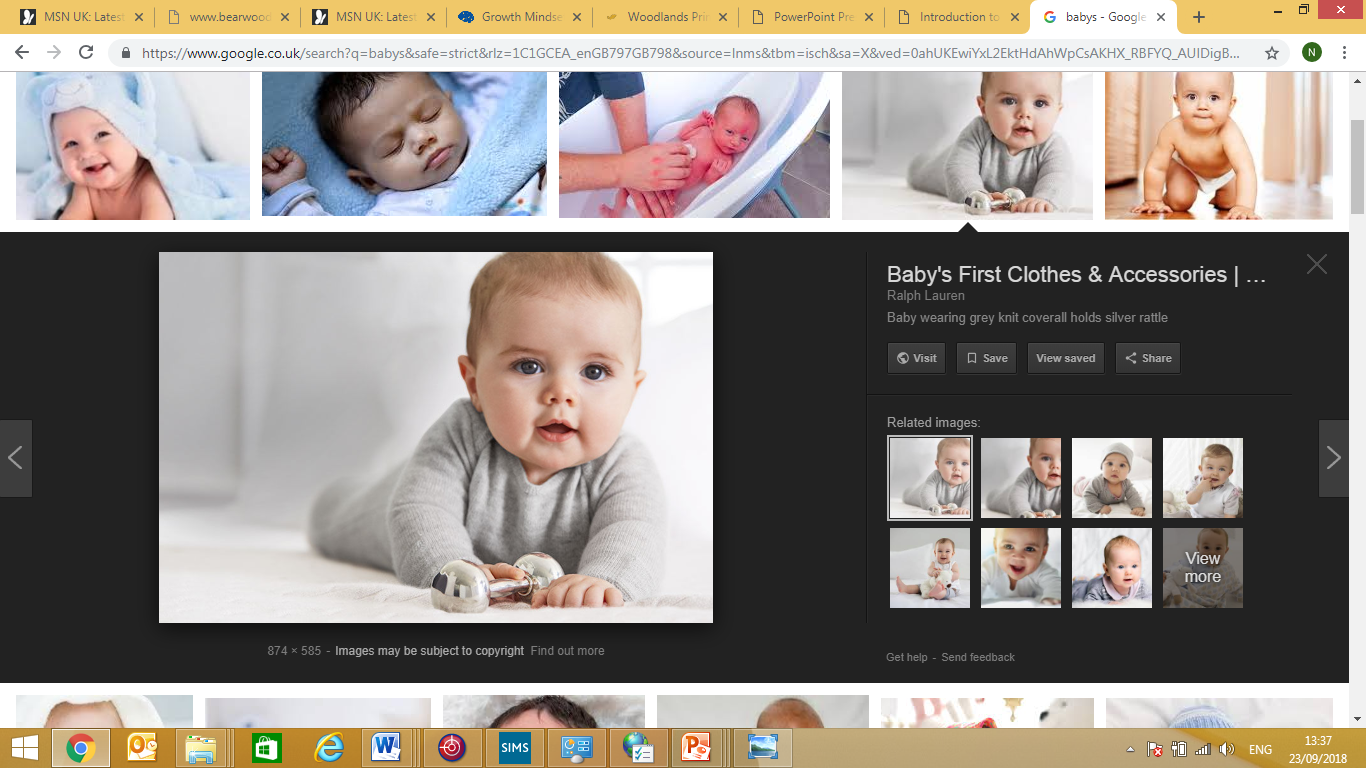 MSN UK: Latest
www.bearwood
MSN UK: Latest
Growth Mindse
Woodlands Prin
PowerPoint Pre
Introduction to
babys - Google
https://www.google.co.uk/search?q=babys&safe=strict&rlz=1C1GCEA_enGB797GB798&source=lnms&tbm=isch&sa=X&ved=0ahUKEwiYxL2EktHdAhWpCsAKHX_RBFYQ_AUIDigB...
N
Baby's First Clothes & Accessories | ...
Ralph Lauren
Baby wearing grey knit coverall holds silver rattle
Visit
Save
View saved
Share
Related images:
View
more
874 × 585 - Images may be subject to copyright Find out more
Get help - Send feedback
SIMS
ENG
13:37
23/09/2018